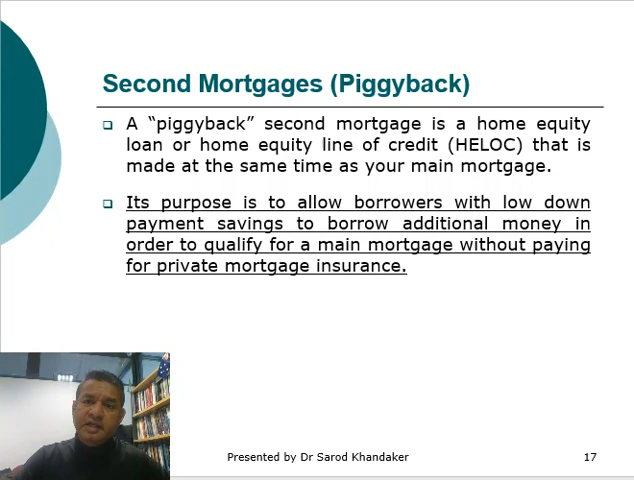 Second Mortgages (Piggyback)
A “piggyback” second mortgage is a home equity
loan or home equity line of credit (HELOC) that is
made at the same time as your main mortgage.
Its purpose is to allow borrowers with low down
payment savings to borrow additional money in
order to qualify for a main mortgage without paying
for private mortgage insurance.
Presented by Dr Sarod Khandaker
17